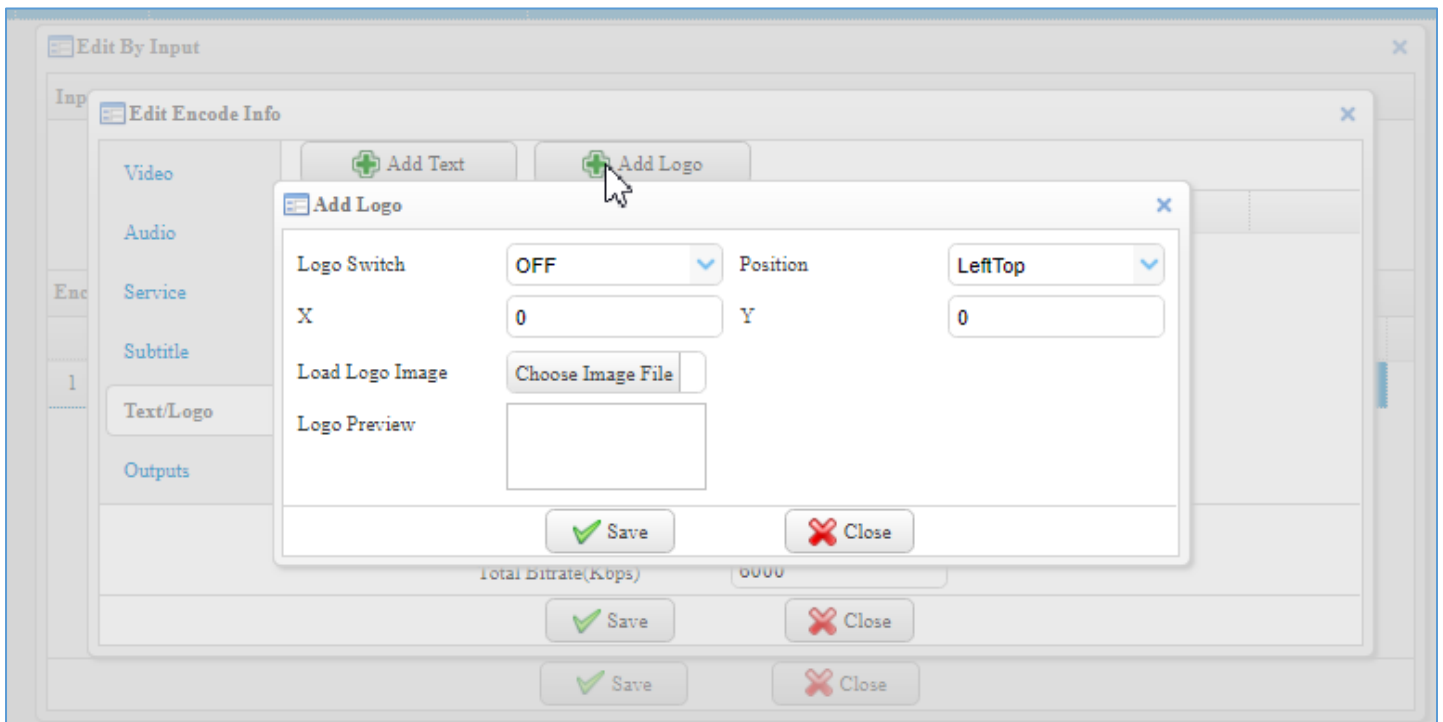 Edit By Input
Inp
Edit Encode Info
Video
Add Text
Add Logo
Add Logo
Audio
Logo Switch
OFF
Position
LeftTop
Enc
Service
X
0
Y
0
Subtitle
1
Load Logo Image
Choose Image File
Text/Logo
Logo Preview
Outputs
Save
Close
Total Bitrate(Kbps)
6000
Save
Close
Save
Close